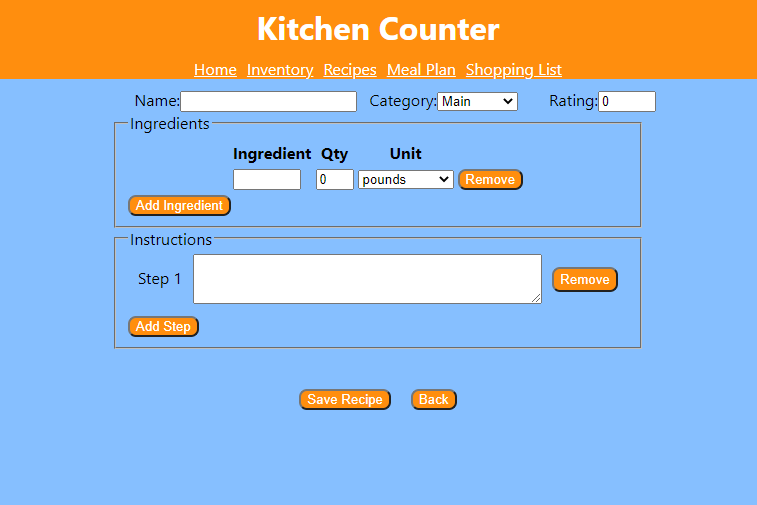 Kitchen Counter
Home Inventory Recipes Meal Plan Shopping List
Name: Category: Main Rating: 0
Ingredients
Ingredient Qty Unit
0 pounds Remove
Add Ingredient
Instructions
Step 1 Remove
Add Step
Save Recipe Back